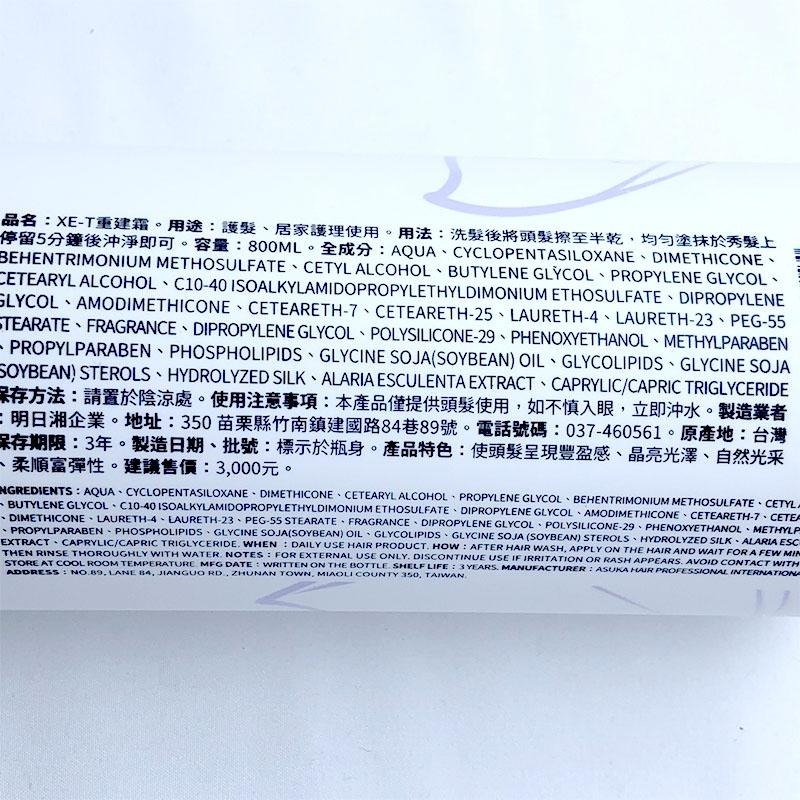 品名：XE-T重建霜。用途：護髮、居家護理使用。用法：洗髮後將頭髮擦至半乾，均勻塗抹於秀髮上
停留5分鐘後沖淨即可。容量：800ML。全成分：AQUA、CYCLOPENTASILOXANE、DIMETHICONE、
BEHENTRIMONIUM METHOSULFATE、CETYL ALCOHOL、BUTYLENE GLYCOL、PROPYLENE GLYCOL、
CETEARYL ALCOHOL、C10-40 ISOALKYLAMIDOPROPYLETHYLDIMONIUM ETHOSULFATE、DIPROPYLENE
GLYCOL、AMODIMETHICONE、CETEARETH-7、CETEARETH-25、LAURETH-4、LAURETH-23、PEG-55
STEARATE、FRAGRANCE、DIPROPYLENE GLYCOL、POLYSILICONE-29、PHENOXYETHANOL、METHYLPARABEN
、PROPYLPARABEN、PHOSPHOLIPIDS、GLYCINE SOJA(SOYBEAN) OIL、GLYCOLIPIDS、GLYCINE SOJA
(SOYBEAN) STEROLS、HYDROLYZED SILK、ALARIA ESCULENTA EXTRACT、CAPRYLIC/CAPRIC TRIGLYCERIDE
保存方法：請置於陰涼處。使用注意事項：本產品僅提供頭髮使用，如不慎入眼，立即沖水。製造業者
：明日湘企業。地址：350 苗栗縣竹南鎮建國路84巷89號。電話號碼：037-460561。原產地：台灣
保存期限：3年。製造日期、批號：標示於瓶身。產品特色：使頭髮呈現豐盈感、晶亮光澤、自然光采
、柔順富彈性。建議售價：3,000元。
INGREDIENTS：AQUA、CYCLOPENTASILOXANE、DIMETHICONE、CETEARYL ALCOHOL、PROPYLENE GLYCOL、BEHENTRIMONIUM METHOSULFATE、CETYL
、BUTYLENE GLYCOL、C10-40 ISOALKYLAMIDOPROPYLETHYLDIMONIUM ETHOSULFATE、DIPROPYLENE GLYCOL、AMODIMETHICONE、CETEARETH-7、
、DIMETHICONE、LAURETH-4、LAURETH-23、PEG-55 STEARATE、FRAGRANCE、DIPROPYLENE GLYCOL、POLYSILICONE-29、PHENOXYETHANOL、
、PROPYLPARABEN、PHOSPHOLIPIDS、GLYCINE SOJA(SOYBEAN) OIL、GLYCOLIPIDS、GLYCINE SOJA (SOYBEAN) STEROLS、HYDROLYZED SILK、ALARIA
EXTRACT、CAPRYLIC/CAPRIC TRIGLYCERIDE. WHEN：DAILY USE HAIR PRODUCT. HOW：AFTER HAIR WASH, APPLY ON THE HAIR AND WAIT FOR A FEW
THEN RINSE THOROUGHLY WITH WATER. NOTES：FOR EXTERNAL USE ONLY. DISCONTINUE USE IF IRRITATION OR RASH APPEARS. AVOID CONTACT WITH
STORE AT COOL ROOM TEMPERATURE. MFG DATE：WRITTEN ON THE BOTTLE. SHELF LIFE：3 YEARS. MANUFACTURER：ASUKA HAIR PROFESSIONAL
ADDRESS：NO.89, LANE 84, JIANGUO RD., ZHUNAN TOWN, MIAOLI COUNTY 350, TAIWAN.